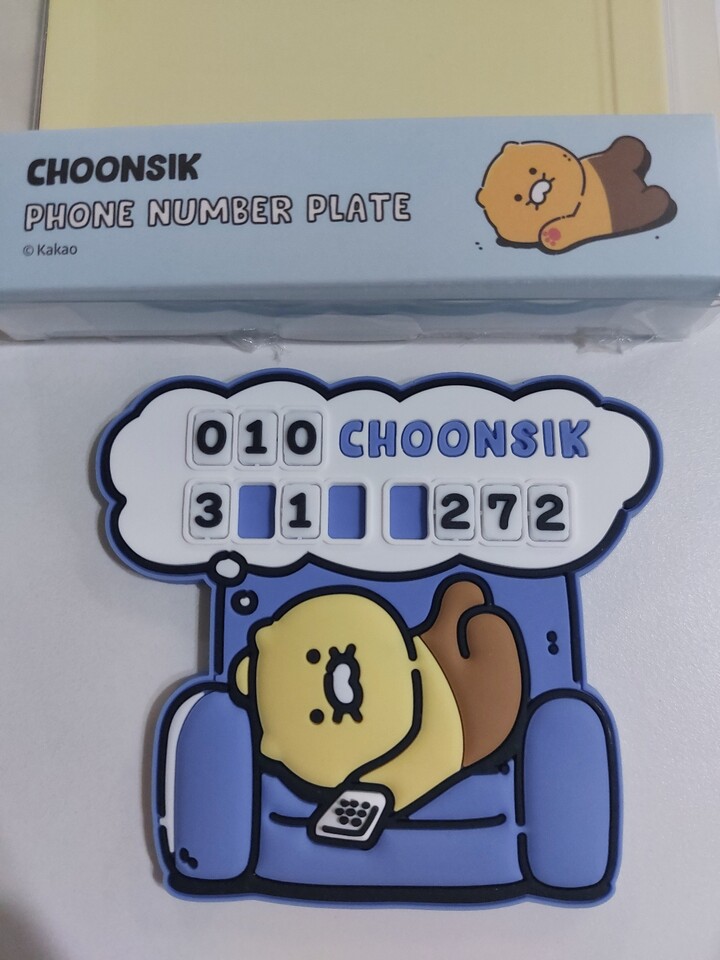 CHOONSIK
PHONE NUMBER PLATE
© Kakao
010 CHOONSIK
3 1 272